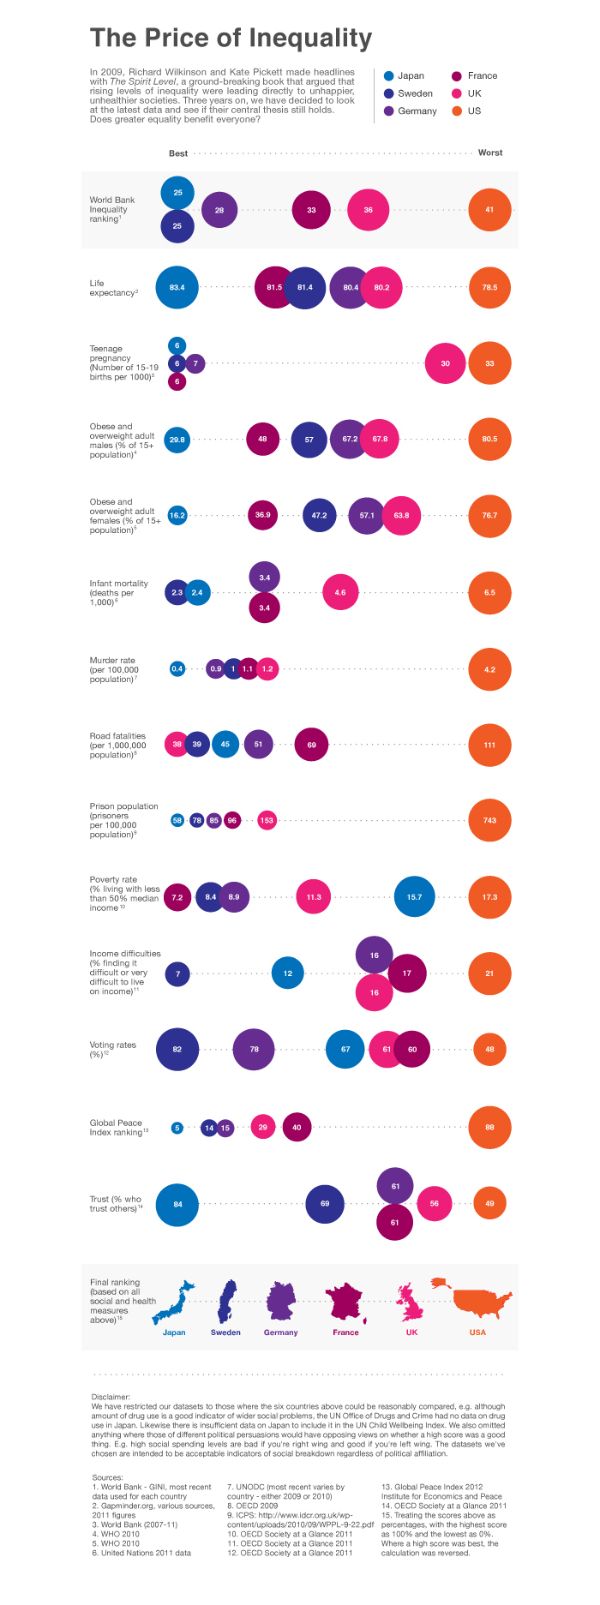 The Price of Inequality
In 2009, Richard Wilkinson and Kate Pickett made headlines
with The Spirit Level, a ground-breaking book that argued that
rising levels of inequality were leading directly to unhappier,
unhealthier societies. Three years on, we have decided to look
at the latest data and see if their central thesis still holds.
Does greater equality benefit everyone?
Japan
France
Sweden
UK
Germany
US
Best
Worst
World Bank
Inequality
ranking¹
25
25
28
33
36
41
Life
expectancy²
83.4
81.5
81.4
80.4
80.2
78.5
Teenage
pregnancy
(Number of 15-19
births per 1000)³
6
6
6
7
30
33
Obese and
overweight adult
males (% of 15+
population)⁴
29.8
48
57
67.2
67.8
80.5
Obese and
overweight adult
females (% of 15+
population)⁵
16.2
36.9
47.2
57.1
63.8
76.7
Infant mortality
(deaths per
1,000)⁶
2.3
2.4
3.4
3.4
4.6
6.5
Murder rate
(per 100,000
population)⁷
0.4
0.9
1
1.1
1.2
4.2
Road fatalities
(per 1,000,000
population)⁸
38
39
45
51
69
111
Prison population
(prisoners
per 100,000
population)⁹
58
78
85
96
153
743
Poverty rate
(% living with less
than 50% median
income ¹⁰
7.2
8.4
8.9
11.3
15.7
17.3
Income difficulties
(% finding it
difficult or very
difficult to live
on income)¹¹
7
12
16
16
17
21
Voting rates
(%)¹²
82
78
67
61
60
48
Global Peace
Index ranking¹³
5
14
15
29
40
88
Trust (% who
trust others)¹⁴
84
69
61
61
56
49
Final ranking
(based on all
social and health
measures
above)¹⁵
Japan
Sweden
Germany
France
UK
USA
Disclaimer:
We have restricted our datasets to those where the six countries above could be reasonably compared, e.g. although
amount of drug use is a good indicator of wider social problems, the UN Office of Drugs and Crime had no data on drug
use in Japan. Likewise there is insufficient data on Japan to include it in the UN Child Wellbeing Index. We also omitted
anything where those of different political persuasions would have opposing views on whether a high score was a good
thing. E.g. high social spending levels are bad if you're right wing and good if you're left wing. The datasets we've
chosen are intended to be acceptable indicators of social breakdown regardless of political affiliation.
Sources:
1. World Bank - GINI, most recent
data used for each country
2. Gapminder.org, various sources,
2011 figures
3. World Bank (2007-11)
4. WHO 2010
5. WHO 2010
6. United Nations 2011 data
7. UNODC (most recent varies by
country - either 2009 or 2010)
8. OECD 2009
9. ICPS: http://www.idcr.org.uk/wp-
content/uploads/2010/09/WPPL-9-22.pdf
10. OECD Society at a Glance 2011
11. OECD Society at a Glance 2011
12. OECD Society at a Glance 2011
13. Global Peace Index 2012
Institute for Economics and Peace
14. OECD Society at a Glance 2011
15. Treating the scores above as
percentages, with the highest score
as 100% and the lowest as 0%.
Where a high score was best, the
calculation was reversed.